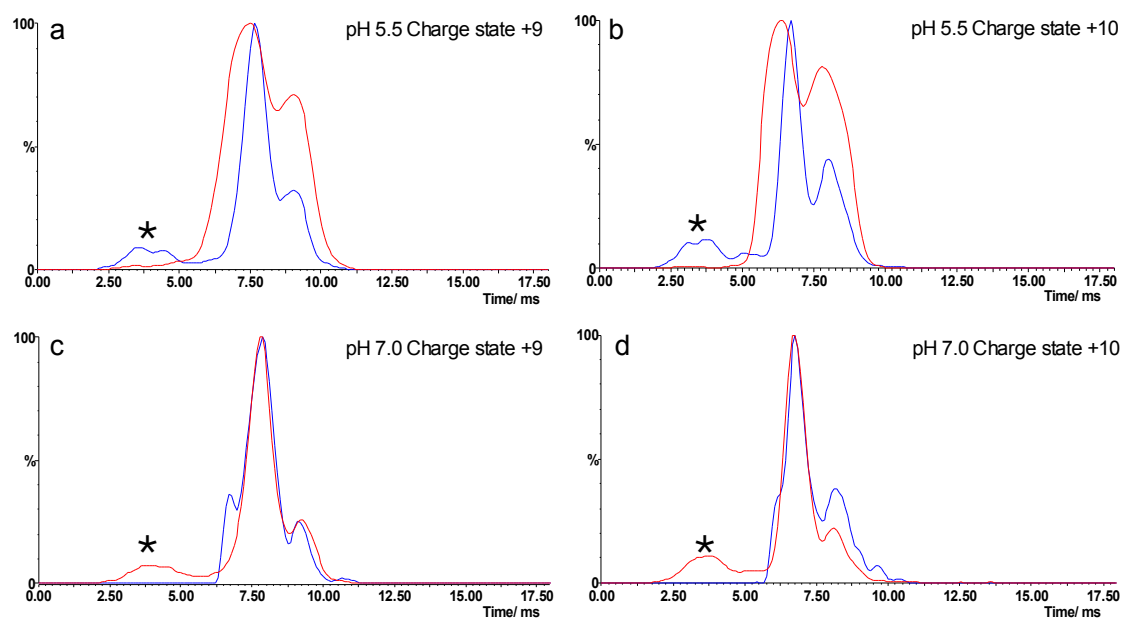 a
pH 5.5 Charge state +9
100
%
0
*
0.00 2.50 5.00 7.50 10.00 12.50 15.00 17.50
Time/ ms
b
pH 5.5 Charge state +10
100
%
0
*
0.00 2.50 5.00 7.50 10.00 12.50 15.00 17.50
Time/ ms
c
pH 7.0 Charge state +9
100
%
0
*
0.00 2.50 5.00 7.50 10.00 12.50 15.00 17.50
Time/ ms
d
pH 7.0 Charge state +10
100
%
0
*
0.00 2.50 5.00 7.50 10.00 12.50 15.00 17.50
Time/ ms